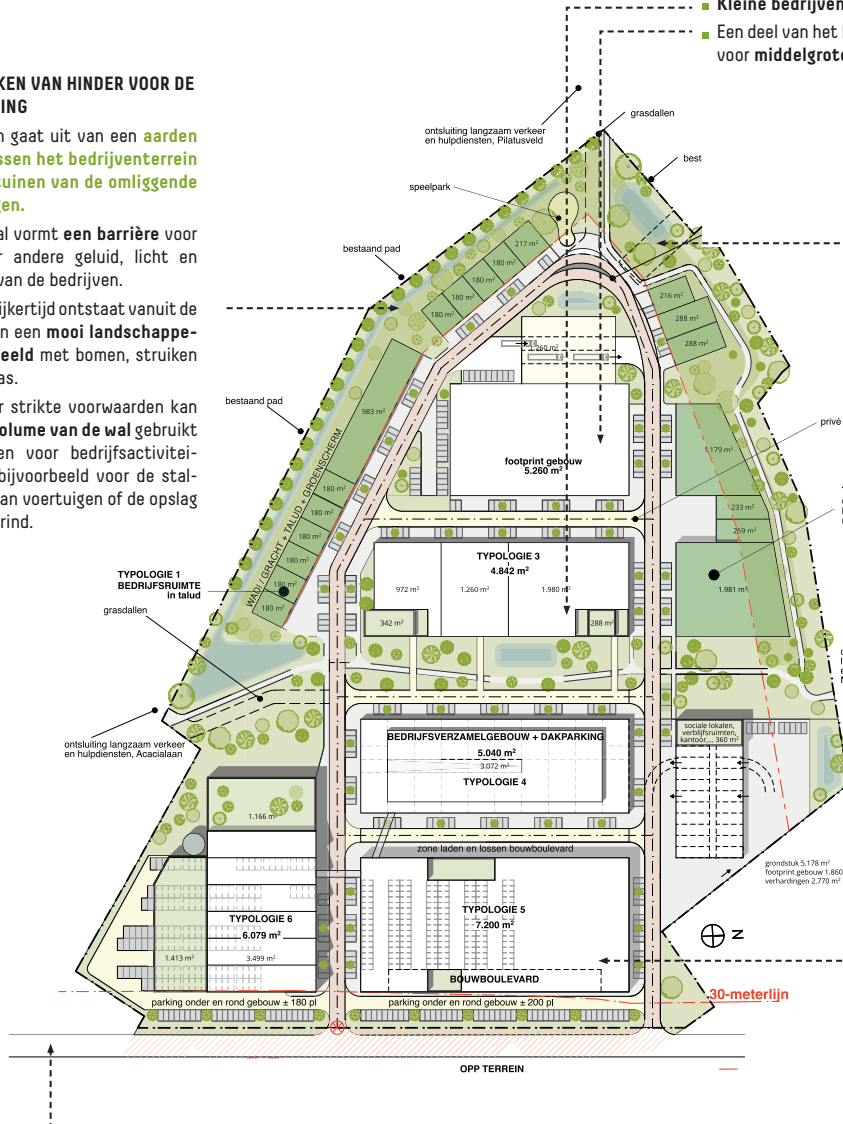 Kleine bedrijven
Een deel van het
voor middelgrote
KEN VAN HINDER VOOR DE
ING
n gaat uit van een aarden
ssen het bedrijventerrein
tuinen van de omliggende
gen.
al vormt een barrière voor
r andere geluid, licht en
van de bedrijven.
ijkertijd ontstaat vanuit de
n een mooi landschappe-
eeld met bomen, struiken
as.
r strikte voorwaarden kan
olume van de wal gebruikt
en voor bedrijfsactivitei-
bijvoorbeeld voor de stal-
an voertuigen of de opslag
rind.
grasdallen
ontsluiting langzaam verkeer
en hulpdiensten, Pilatusveld
best
speelpark
bestaand pad
217 m²
180 m²
180 m²
180 m²
180 m²
216 m²
288 m²
288 m²
1.260 m²
bestaand pad
983 m²
privé
WADI / GRACHT + TALUD + GROENSCHERM
footprint gebouw
5.260 m²
1.179 m²
180 m²
180 m²
180 m²
180 m²
180 m²
233 m²
259 m²
TYPOLOGIE 1
BEDRIJFSRUIMTE
in talud
TYPOLOGIE 3
4.842 m²
972 m²
1.260 m²
1.980 m²
1.981 m²
grasdallen
342 m²
288 m²
ontsluiting langzaam verkeer
en hulpdiensten, Acacialaan
BEDRIJFSVERZAMELGEBOUW + DAKPARKING
5.040 m²
3.072 m²
TYPOLOGIE 4
sociale lokalen,
verblijfsruimten,
kantoor,... 360 m²
1.166 m²
zone laden en lossen bouwboulevard
grondstuk 5.178 m²
footprint gebouw 1.860
verhardingen 2.770 m²
TYPOLOGIE 6
6.079 m²
1.413 m²
3.499 m²
TYPOLOGIE 5
7.200 m²
BOUWBOULEVARD
N
30-meterlijn
parking onder en rond gebouw ± 180 pl
parking onder en rond gebouw ± 200 pl
OPP TERREIN